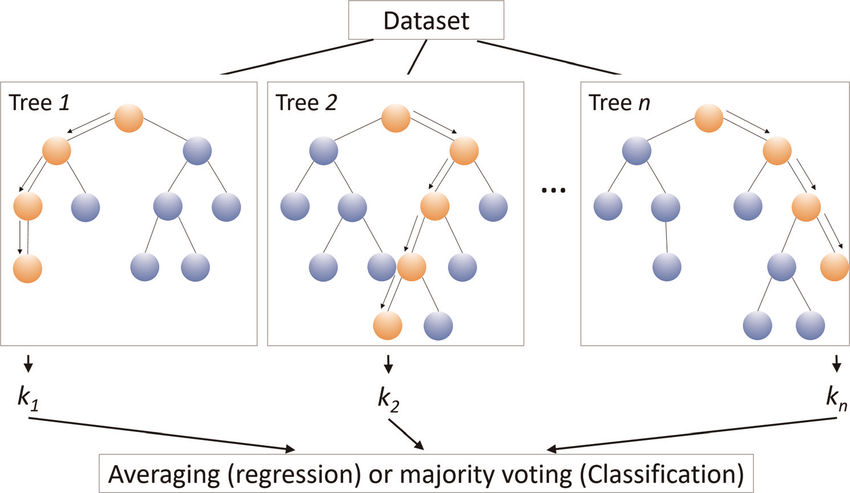 Dataset
Tree 1
Tree 2
...
Tree n
k1
k2
kn
Averaging (regression) or majority voting (Classification)